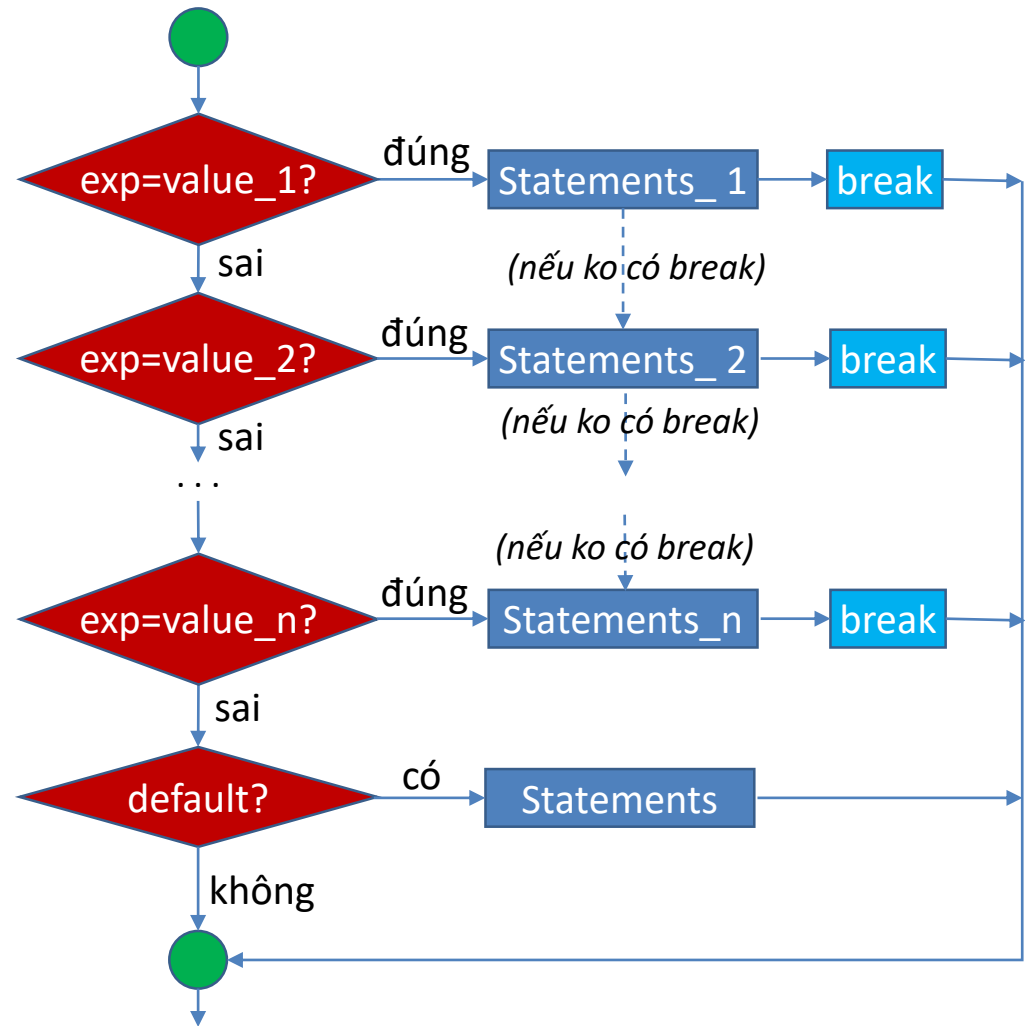 exp=value_1?
đúng
Statements_ 1
break
sai
(nếu ko có break)
exp=value_2?
đúng
Statements_ 2
break
sai
(nếu ko có break)
. . .
(nếu ko có break)
exp=value_n?
đúng
Statements_n
break
sai
default?
có
Statements
không